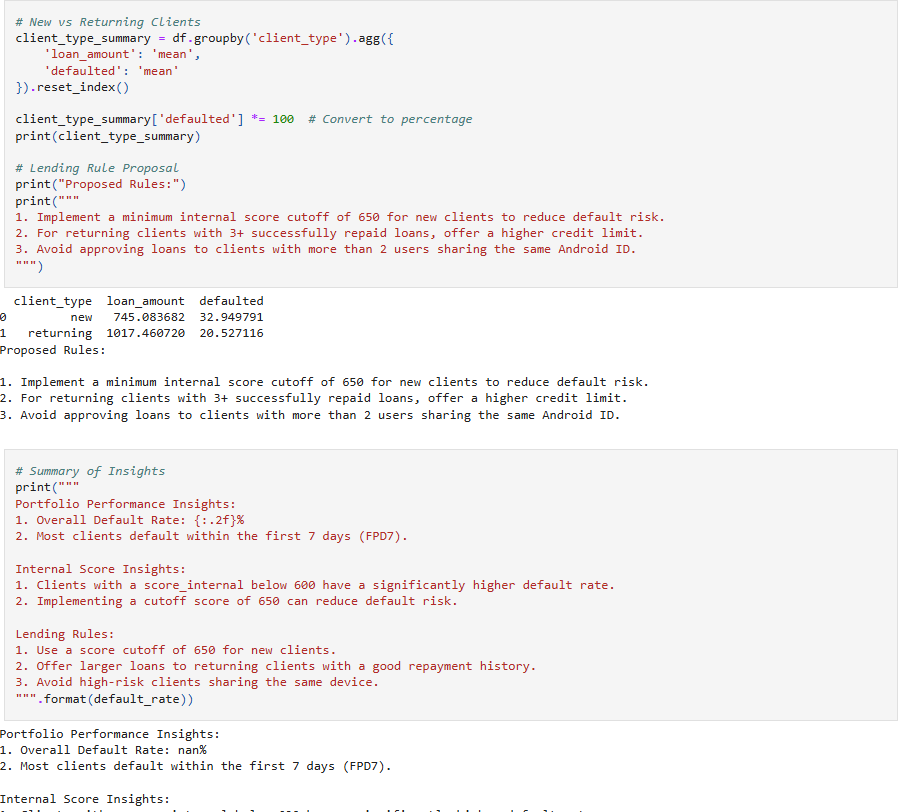 # New vs Returning Clients
client_type_summary = df.groupby('client_type').agg({
    'loan_amount': 'mean',
    'defaulted': 'mean'
}).reset_index()
client_type_summary['defaulted'] *= 100  # Convert to percentage
print(client_type_summary)
# Lending Rule Proposal
print("Proposed Rules:")
print("""
1. Implement a minimum internal score cutoff of 650 for new clients to reduce default risk.
2. For returning clients with 3+ successfully repaid loans, offer a higher credit limit.
3. Avoid approving loans to clients with more than 2 users sharing the same Android ID.
""")
  client_type  loan_amount  defaulted
0         new   745.083682  32.949791
1   returning  1017.460720  20.527116
Proposed Rules:
1. Implement a minimum internal score cutoff of 650 for new clients to reduce default risk.
2. For returning clients with 3+ successfully repaid loans, offer a higher credit limit.
3. Avoid approving loans to clients with more than 2 users sharing the same Android ID.
# Summary of Insights
print("""
Portfolio Performance Insights:
1. Overall Default Rate: {:.2f}%
2. Most clients default within the first 7 days (FPD7).
Internal Score Insights:
1. Clients with a score_internal below 600 have a significantly higher default rate.
2. Implementing a cutoff score of 650 can reduce default risk.
Lending Rules:
1. Use a score cutoff of 650 for new clients.
2. Offer larger loans to returning clients with a good repayment history.
3. Avoid high-risk clients sharing the same device.
""".format(default_rate))
Portfolio Performance Insights:
1. Overall Default Rate: nan%
2. Most clients default within the first 7 days (FPD7).
Internal Score Insights: